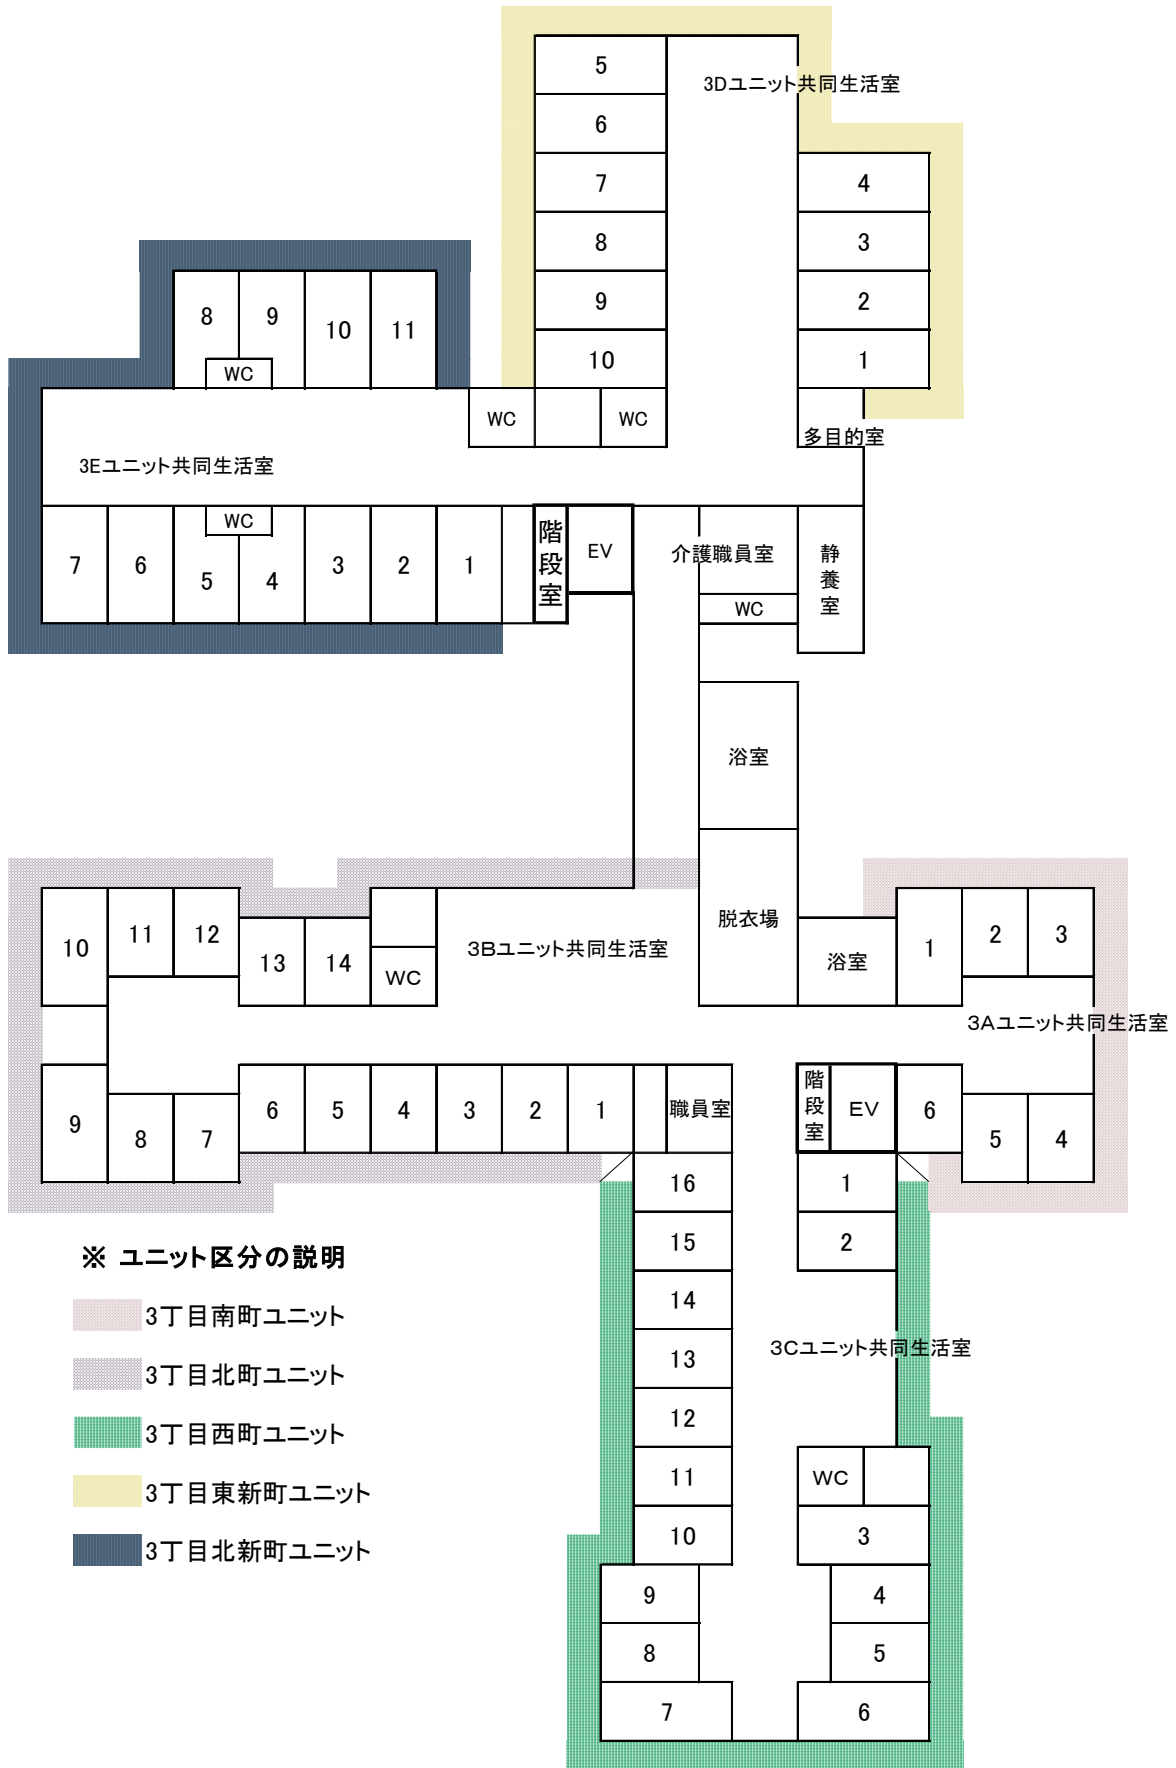 5
3Dユニット共同生活室
6
7
4
8
3
9
2
10
1
8
9
10
11
WC
WC
WC
多目的室
3Eユニット共同生活室
WC
7
6
5
4
3
2
1
階段室
EV
介護職員室
静養室
WC
浴室
脱衣場
浴室
10
11
12
13
14
WC
3Bユニット共同生活室
1
2
3
3Aユニット共同生活室
9
8
7
6
5
4
3
2
1
職員室
階段室
EV
6
5
4
16
1
15
2
14
13
3Cユニット共同生活室
12
11
WC
10
3
9
4
8
5
7
6
※ ユニット区分の説明
3丁目南町ユニット
3丁目北町ユニット
3丁目西町ユニット
3丁目東新町ユニット
3丁目北新町ユニット